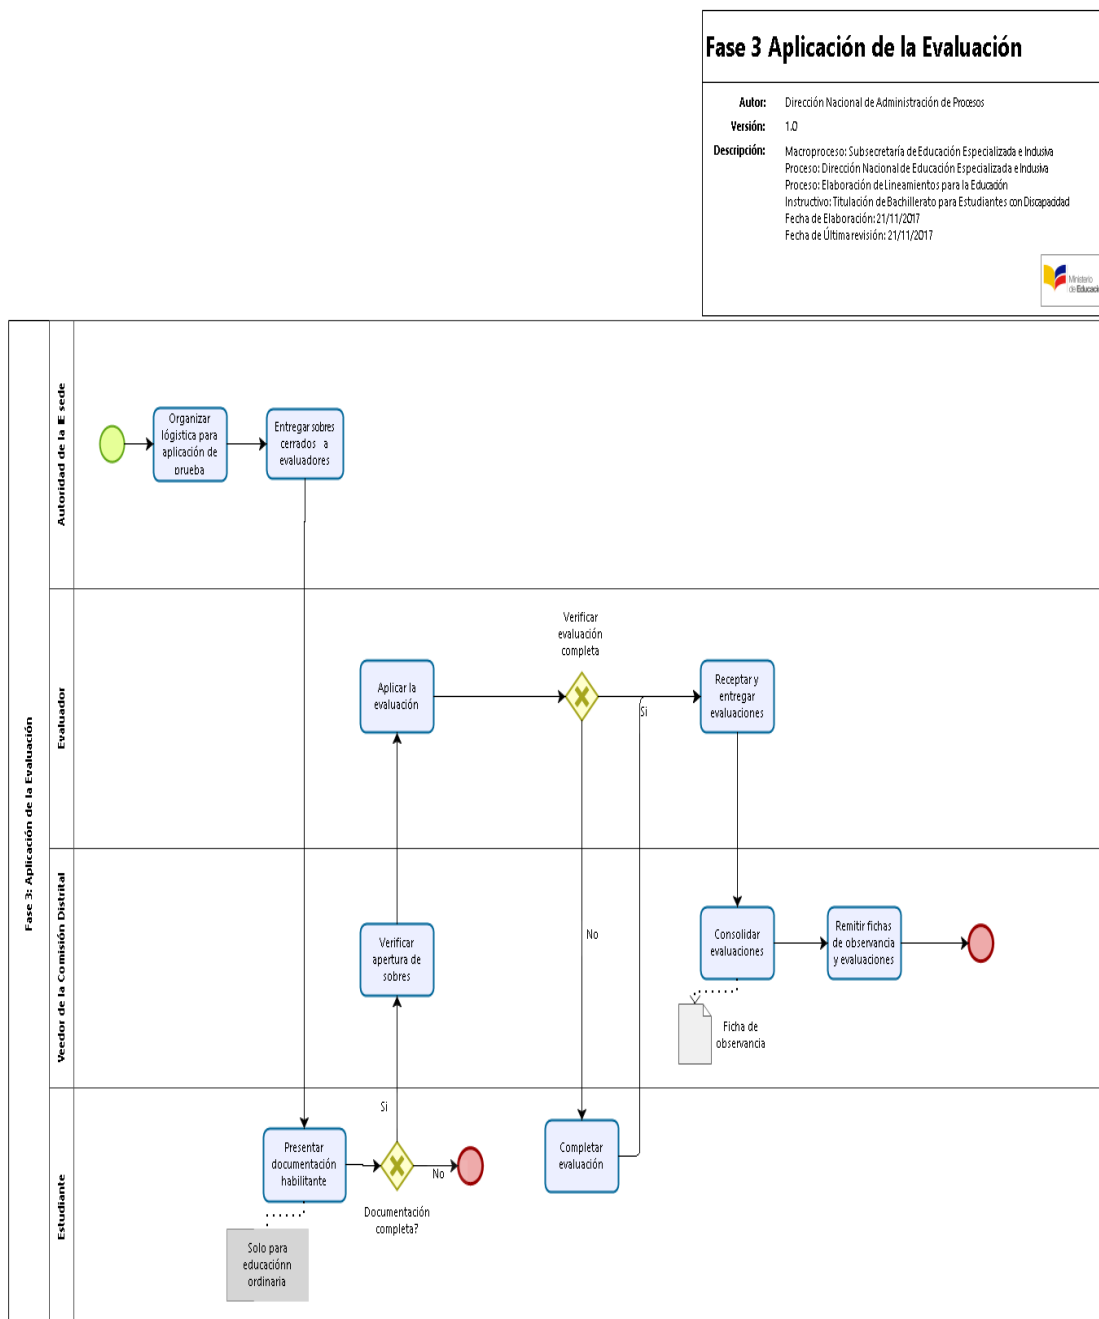 Fase 3 Aplicación de la Evaluación
Autor: Dirección Nacional de Administración de Procesos
Versión: 1.0
Descripción: Macroproceso: Subsecretaría de Educación Especializada e Indusiva
Proceso: Dirección Nacional de Educación Especializada e Indusiva
Proceso: Elaboración de Lineamientos para la Educación
Instructivo: Titulación de Bachillerato para Estudiantes con Discapacidad
Fecha de Elaboración: 21/11/2017
Fecha de Última revisión: 21/11/2017
Ministerio
de Educació
Fase 3: Aplicación de la Evaluación
Autoridad de la IE sede
Organizar
lógistica para
aplicación de
prueba
Entregar sobres
cerrados a
evaluadores
Evaluador
Aplicar la
evaluación
Verificar
evaluación
completa
Si
Receptar y
entregar
evaluaciones
Veedor de la Comisión Distrital
Verificar
apertura de
sobres
No
Consolidar
evaluaciones
Remitir fichas
de observancia
y evaluaciones
Ficha de
observancia
Estudiante
Presentar
documentación
habilitante
Si
No
Documentación
completa?
Completar
evaluación
Solo para
educaciónn
ordinaria